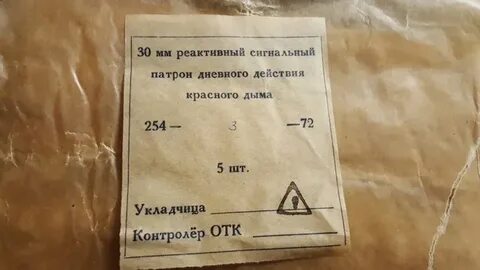 30 мм реактивный сигнальный
патрон дневного действия
красного дыма
254— 3 —72
5 шт.
Укладчица
Контролёр ОТК